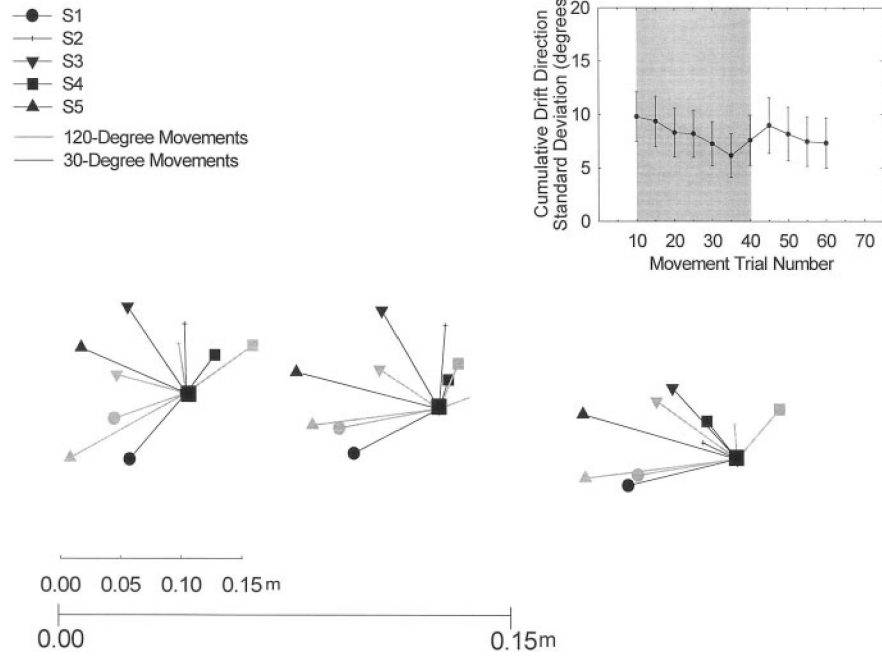 S1
S2
S3
S4
S5
120-Degree Movements
30-Degree Movements
Cumulative Drift Direction
Standard Deviation (degrees)
20
15
10
5
0
10 20 30 40 50 60 70
Movement Trial Number
0.00 0.05 0.10 0.15 m
0.00 0.15m